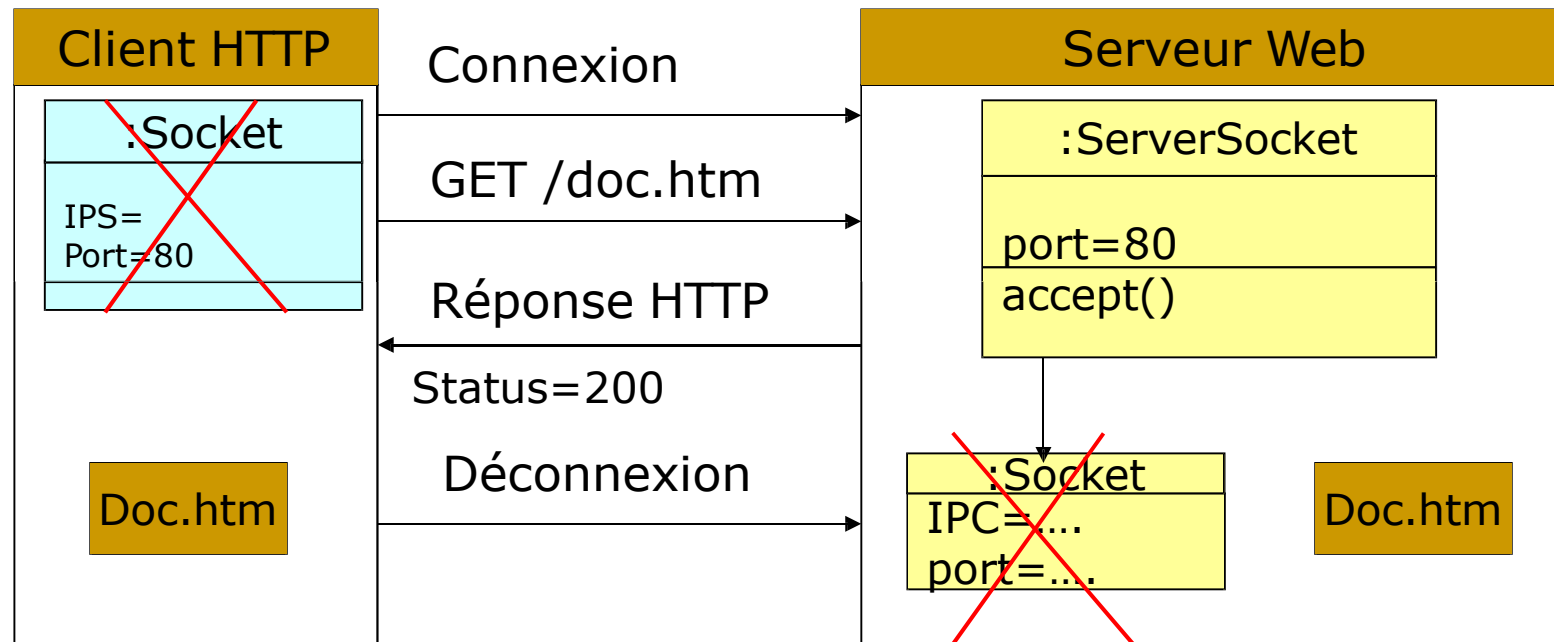 Client HTTP
Connexion
Serveur Web
:Socket
IPS=
Port=80
GET /doc.htm
:ServerSocket
port=80
accept()
Réponse HTTP
Status=200
Déconnexion
Doc.htm
:Socket
IPC=....
port=....
Doc.htm